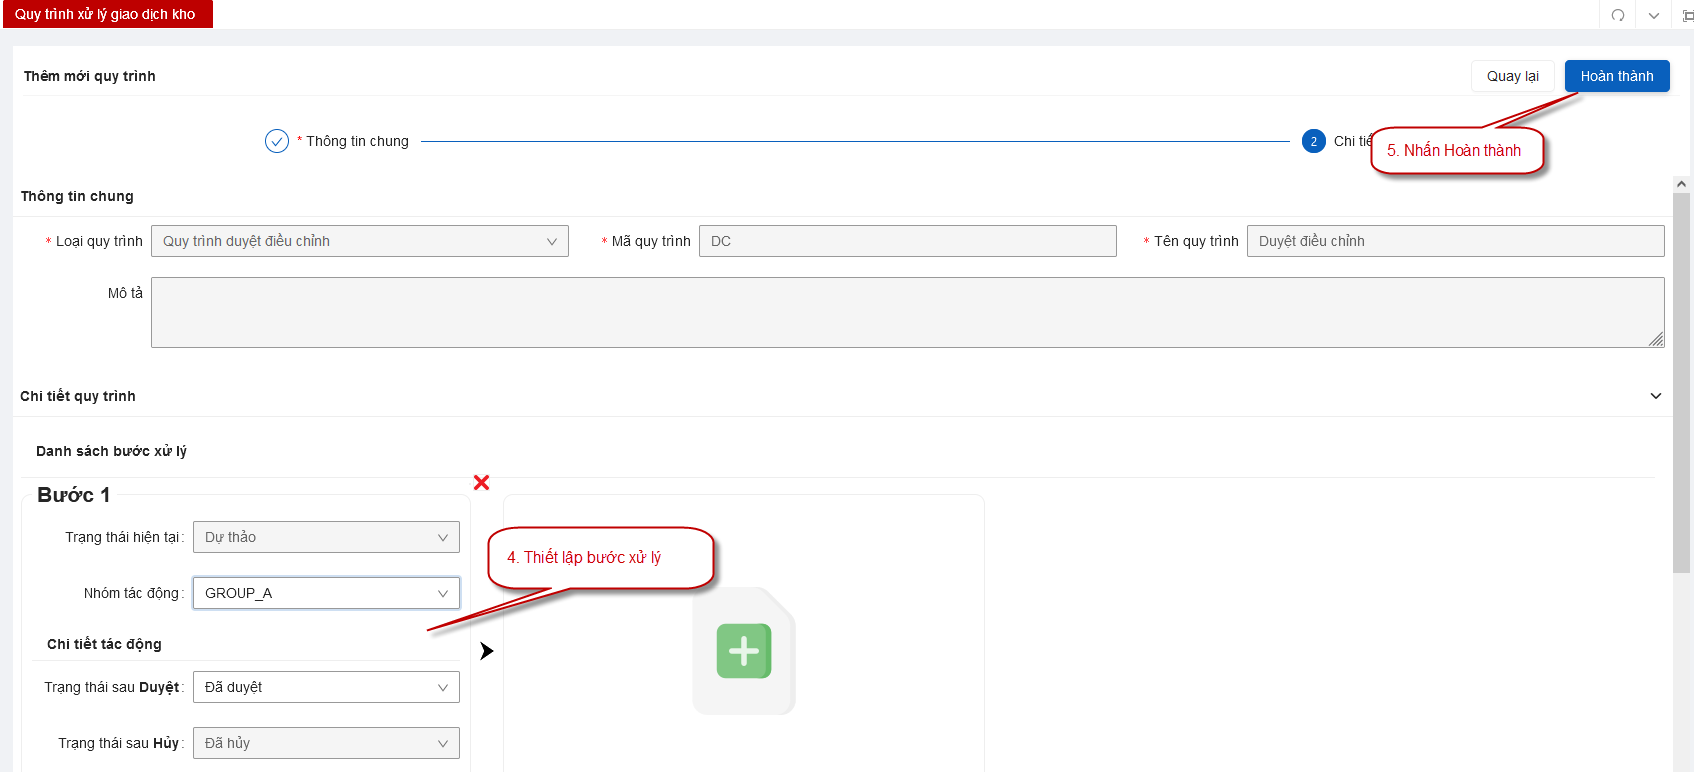 Quy trình xử lý giao dịch kho
Thêm mới quy trình
Quay lại
Hoàn thành
* Thông tin chung
2
Chi tiế
5. Nhấn Hoàn thành
Thông tin chung
* Loại quy trình
Quy trình duyệt điều chỉnh
* Mã quy trình
DC
* Tên quy trình
Duyệt điều chỉnh
Mô tả
Chi tiết quy trình
Danh sách bước xử lý
Bước 1
Trạng thái hiện tại:
Dự thảo
4. Thiết lập bước xử lý
Nhóm tác động:
GROUP_A
Chi tiết tác động
Trạng thái sau Duyệt:
Đã duyệt
Trạng thái sau Hủy:
Đã hủy